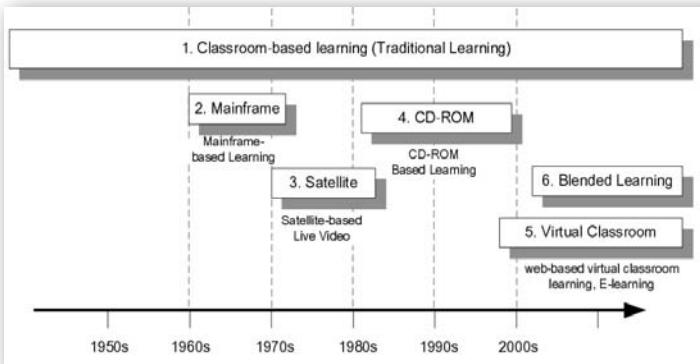 1. Classroom-based learning (Traditional Learning)
2. Mainframe
Mainframe-
based Learning
4. CD-ROM
CD-ROM
Based Learning
3. Satellite
Satellite-based
Live Video
6. Blended Learning
5. Virtual Classroom
web-based virtual classroom
learning, E-learning
1950s 1960s 1970s 1980s 1990s 2000s